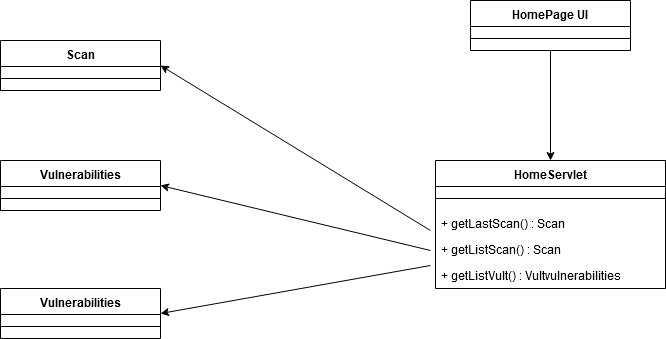 HomePage UI
Scan
Vulnerabilities
HomeServlet
+ getLastScan() : Scan
+ getListScan() : Scan
+ getListVult() : Vultvulnerabilities
Vulnerabilities